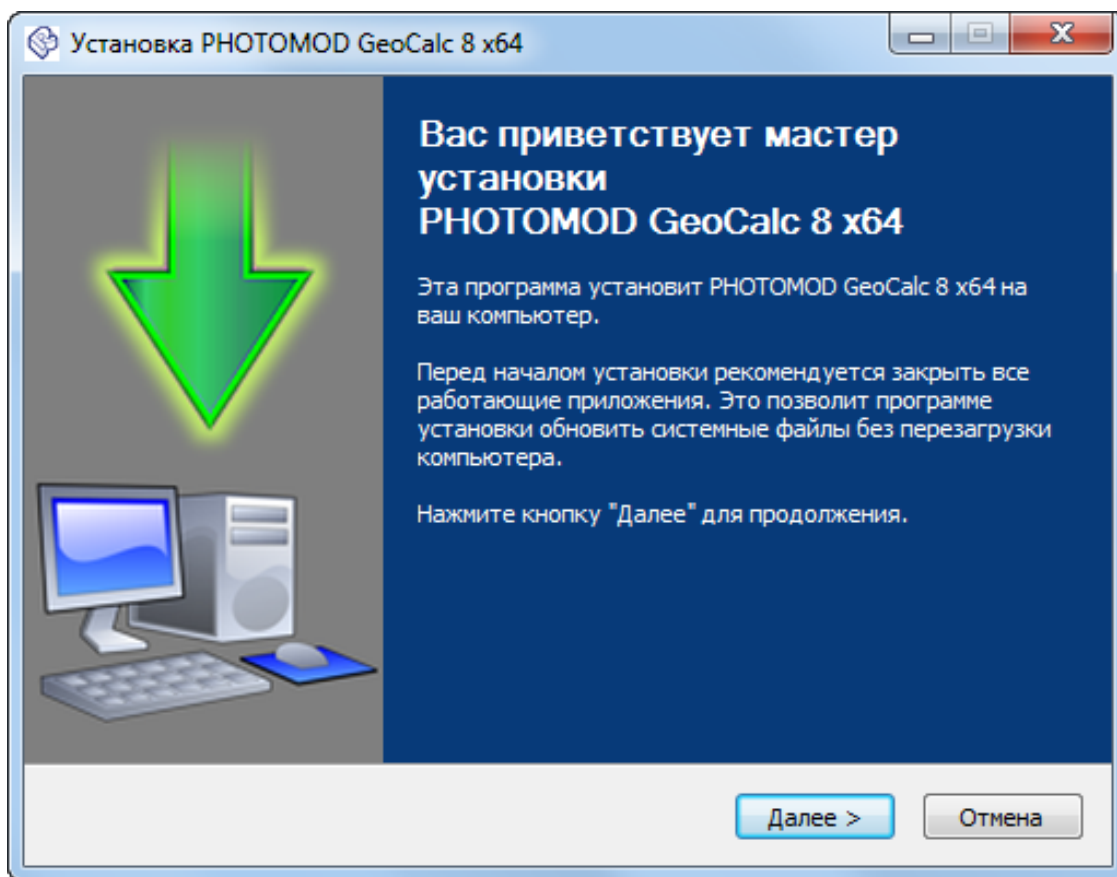 Установка PHOTOMOD GeoCalc 8 x64
Вас приветствует мастер
установки
PHOTOMOD GeoCalc 8 x64
Эта программа установит PHOTOMOD GeoCalc 8 x64 на
ваш компьютер.
Перед началом установки рекомендуется закрыть все
работающие приложения. Это позволит программе
установки обновить системные файлы без перезагрузки
компьютера.
Нажмите кнопку "Далее" для продолжения.
Далее >
Отмена